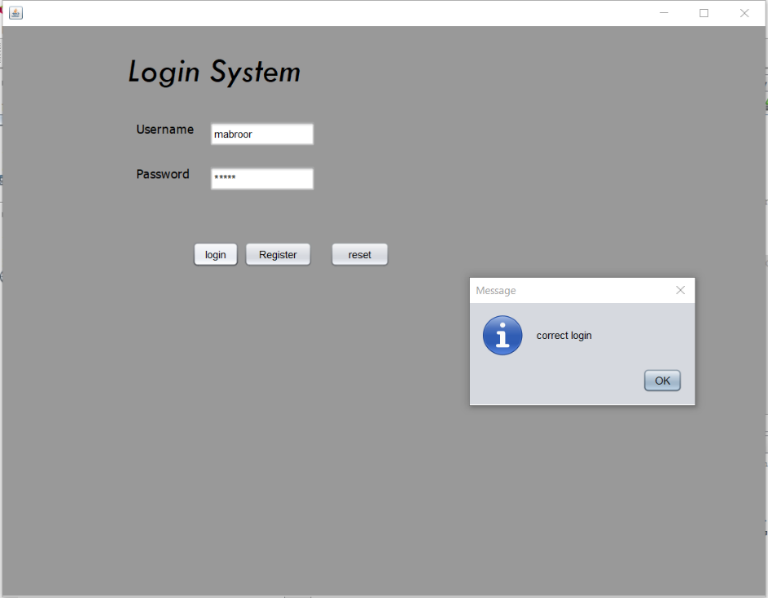 Login System
Username
mabroor
Password
*****
login
Register
reset
Message
correct login
OK